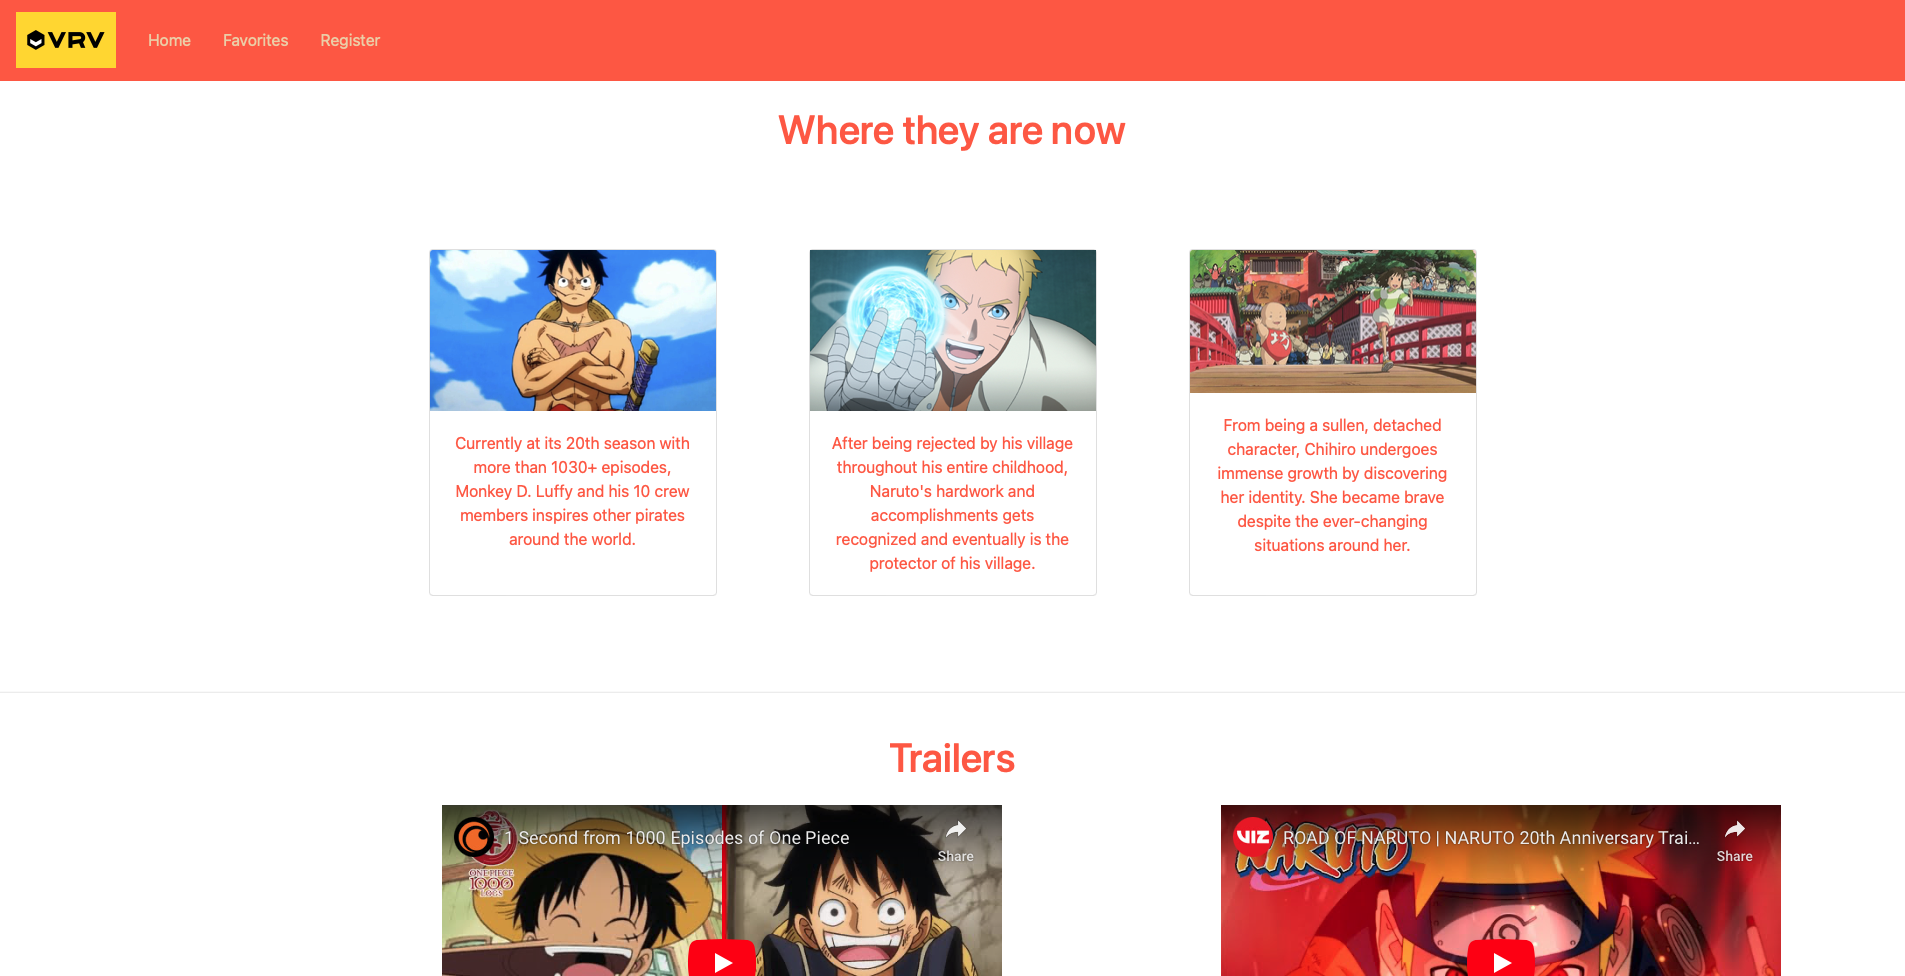 VRV
Home
Favorites
Register
Where they are now
Currently at its 20th season with
more than 1030+ episodes,
Monkey D. Luffy and his 10 crew
members inspires other pirates
around the world.
After being rejected by his village
throughout his entire childhood,
Naruto's hardwork and
accomplishments gets
recognized and eventually is the
protector of his village.
From being a sullen, detached
character, Chihiro undergoes
immense growth by discovering
her identity. She became brave
despite the ever-changing
situations around her.
Trailers
1 Second from 1000 Episodes of One Piece
Share
ONE PIECE
1000
LOGS
VIZ
ROAD OF NARUTO | NARUTO 20th Anniversary Trai...
Share
NARUTO